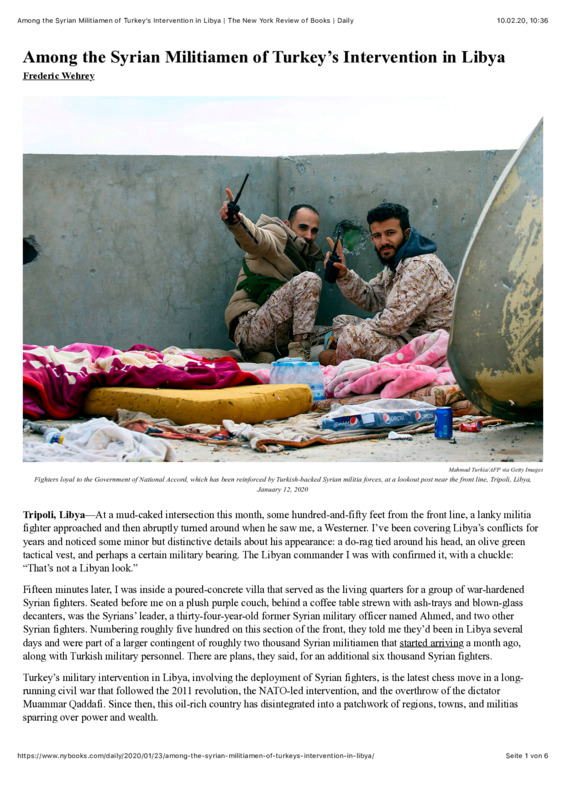 Among the Syrian Militiamen of Turkey's Intervention in Libya | The New York Review of Books | Daily
10.02.20, 10:36
Among the Syrian Militiamen of Turkey’s Intervention in Libya
Frederic Wehrey
pepsi
pepsi
Mahmud Turkia/AFP via Getty Images
Fighters loyal to the Government of National Accord, which has been reinforced by Turkish-backed Syrian militia forces, at a lookout post near the front line, Tripoli, Libya,
January 12, 2020
Tripoli, Libya—At a mud-caked intersection this month, some hundred-and-fifty feet from the front line, a lanky militia
fighter approached and then abruptly turned around when he saw me, a Westerner. I’ve been covering Libya’s conflicts for
years and noticed some minor but distinctive details about his appearance: a do-rag tied around his head, an olive green
tactical vest, and perhaps a certain military bearing. The Libyan commander I was with confirmed it, with a chuckle:
“That’s not a Libyan look.”
Fifteen minutes later, I was inside a poured-concrete villa that served as the living quarters for a group of war-hardened
Syrian fighters. Seated before me on a plush purple couch, behind a coffee table strewn with ash-trays and blown-glass
decanters, was the Syrians’ leader, a thirty-four-year-old former Syrian military officer named Ahmed, and two other
Syrian fighters. Numbering roughly five hundred on this section of the front, they told me they’d been in Libya several
days and were part of a larger contingent of roughly two thousand Syrian militiamen that started arriving a month ago,
along with Turkish military personnel. There are plans, they said, for an additional six thousand Syrian fighters.
Turkey’s military intervention in Libya, involving the deployment of Syrian fighters, is the latest chess move in a long-
running civil war that followed the 2011 revolution, the NATO-led intervention, and the overthrow of the dictator
Muammar Qaddafi. Since then, this oil-rich country has disintegrated into a patchwork of regions, towns, and militias
sparring over power and wealth.
https://www.nybooks.com/daily/2020/01/23/among-the-syrian-militiamen-of-turkeys-intervention-in-libya/
Seite 1 von 6